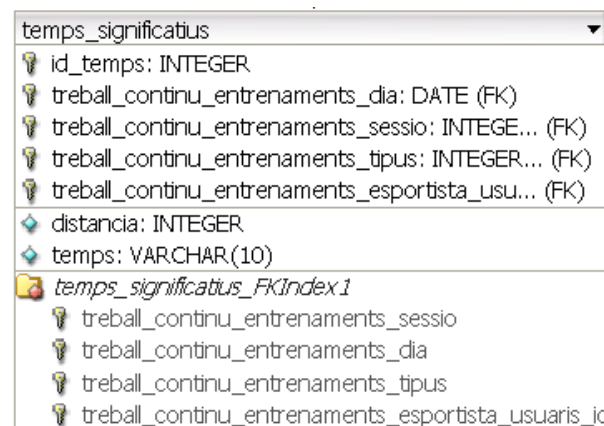 temps_significatius
id_temps: INTEGER
treball_continu_entrenaments_dia: DATE (FK)
treball_continu_entrenaments_sessio: INTEGE... (FK)
treball_continu_entrenaments_tipus: INTEGER... (FK)
treball_continu_entrenaments_esportista_usu... (FK)
distancia: INTEGER
temps: VARCHAR(10)
temps_significatius_FKIndex1
treball_continu_entrenaments_sessio
treball_continu_entrenaments_dia
treball_continu_entrenaments_tipus
treball_continu_entrenaments_esportista_usuaris_id